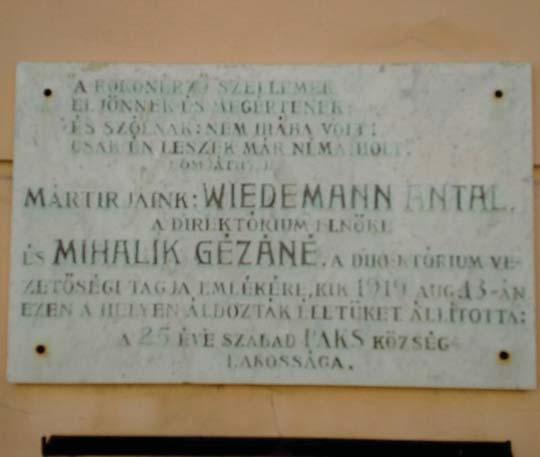 A ROKONÉRZŐ SZELLEMEK
ELJÖNNEK ÉS MEGÉRTENEK:
ÉS SZÓLNAK: NEM HIÁBA VOLT!
CSAK ÉN LESZEK MÁR NÉMA, HOLT.
MÁRTIRJAINK: WIEDEMANN ANTAL,
A DIREKTÓRIUM ELNÖKE
ÉS MIHALIK GÉZÁNÉ, A DIREKTÓRIUM VE-
ZETŐSÉGI TAGJA EMLÉKÉRE, KIK 1919 AUG. 13-ÁN
EZEN A HELYEN ÁLDOZTÁK ÉLETÜKET ÁLLÍTOTTA:
A 25 ÉVE SZABAD PAKS KÖZSÉG
LAKOSSÁGA.